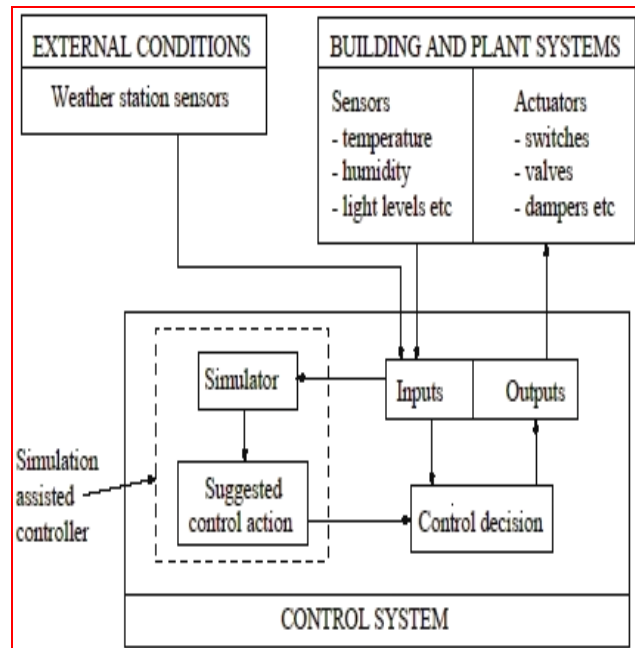 EXTERNAL CONDITIONS
Weather station sensors
BUILDING AND PLANT SYSTEMS
Sensors
- temperature
- humidity
- light levels etc
Actuators
- switches
- valves
- dampers etc
Simulator
Inputs
Outputs
Simulation
assisted
controller
Suggested
control action
Control decision
CONTROL SYSTEM